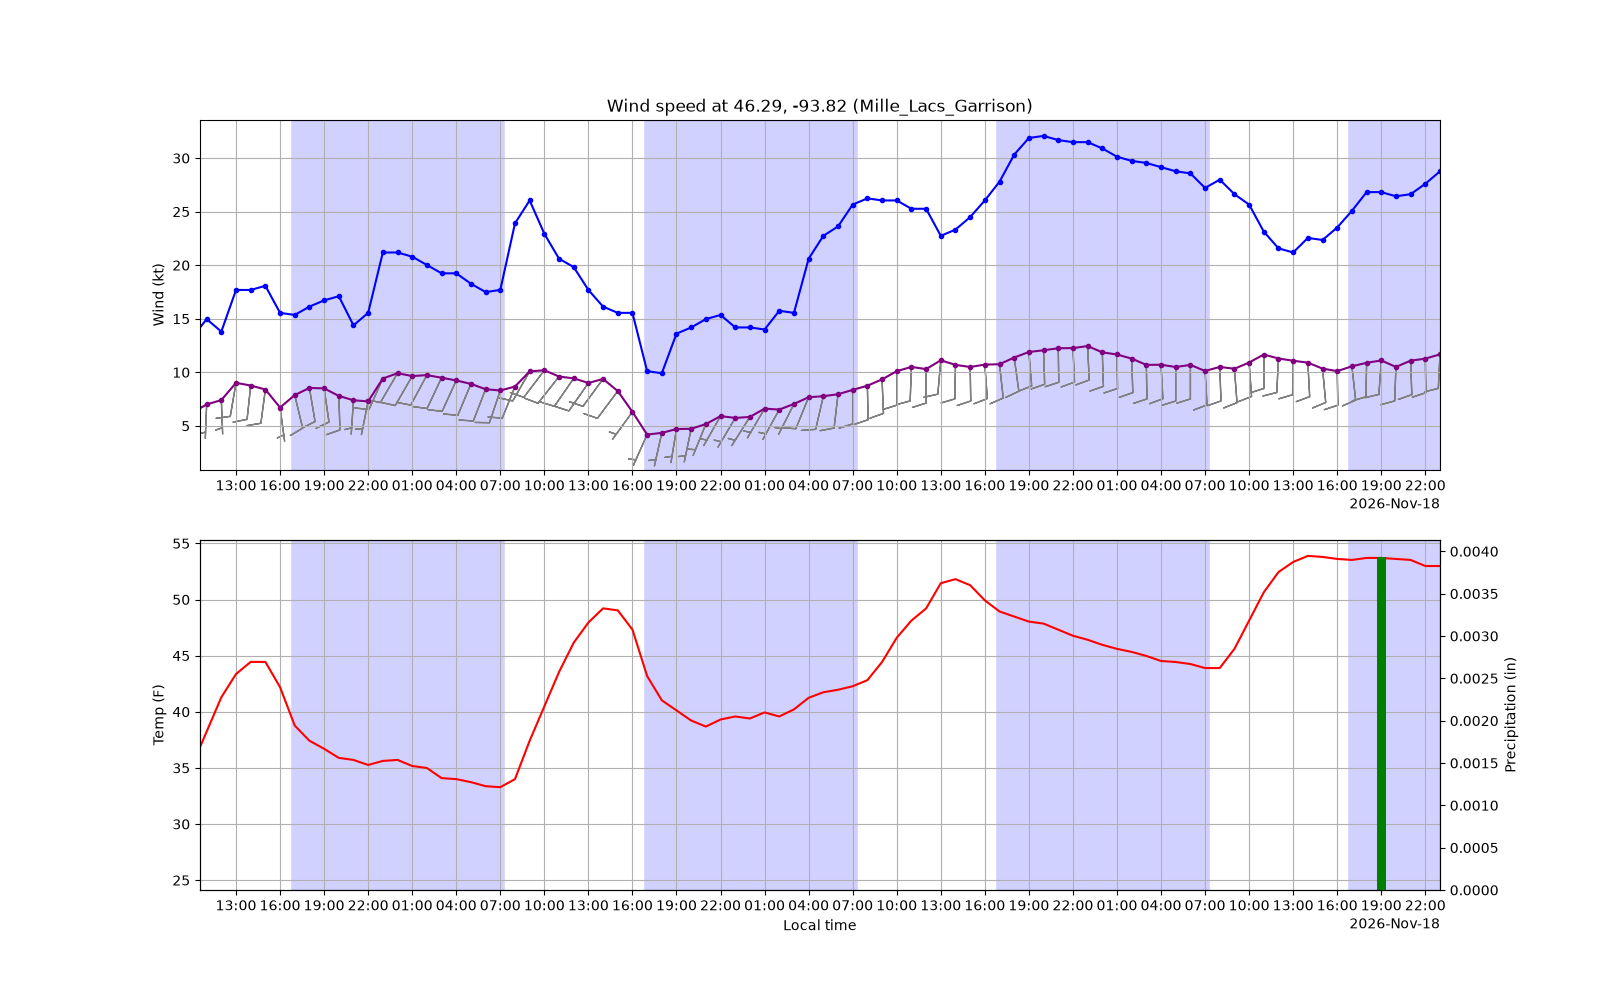 Wind speed at 46.29, -93.82 (Mille_Lacs_Garrison)
30
25
20
15
10
5
Wind (kt)
13:00 16:00 19:00 22:00 01:00 04:00 07:00 10:00 13:00 16:00 19:00 22:00 01:00 04:00 07:00 10:00 13:00 16:00 19:00 22:00 01:00 04:00 07:00 10:00 13:00 16:00 19:00 22:00
2026-Nov-18
55
50
45
40
35
30
25
Temp (F)
0.0040
0.0035
0.0030
0.0025
0.0020
0.0015
0.0010
0.0005
0.0000
Precipitation (in)
13:00 16:00 19:00 22:00 01:00 04:00 07:00 10:00 13:00 16:00 19:00 22:00 01:00 04:00 07:00 10:00 13:00 16:00 19:00 22:00 01:00 04:00 07:00 10:00 13:00 16:00 19:00 22:00
Local time
2026-Nov-18